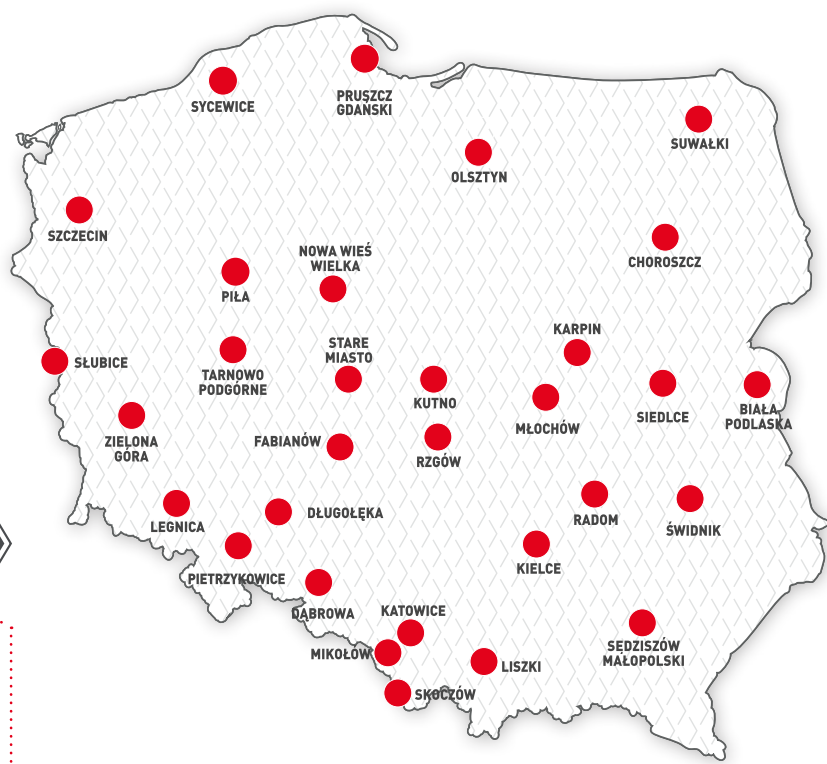 PRUSZCZ
GDAŃSKI
SYCEWICE
SUWAŁKI
OLSZTYN
SZCZECIN
NOWA WIEŚ
WIELKA
CHOROSZCZ
PIŁA
KARPIN
STARE
MIASTO
SŁUBICE
TARNOWO
PODGÓRNE
KUTNO
MŁOCHÓW
SIEDLCE
BIAŁA
PODLASKA
ZIELONA
GÓRA
FABIANÓW
RZGÓW
DŁUGOŁĘKA
LEGNICA
RADOM
ŚWIDNIK
KIELCE
PIETRZYKOWICE
DĄBROWA
KATOWICE
MIKOŁÓW
LISZKI
SĘDZISZÓW
MAŁOPOLSKI
SKOCZÓW